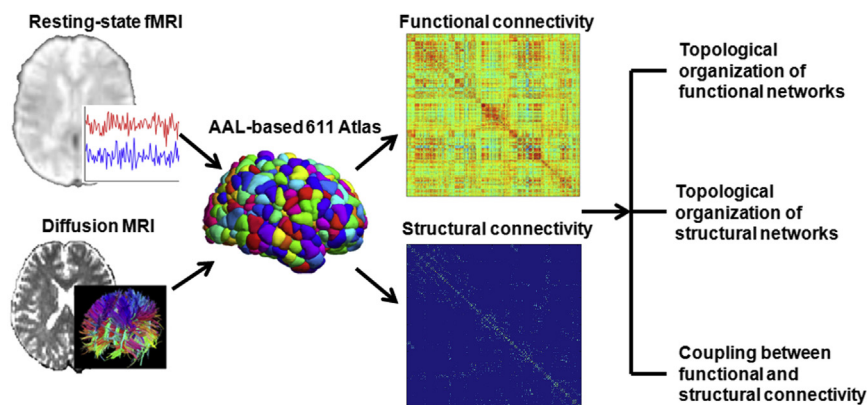 Resting-state fMRI
Diffusion MRI
AAL-based 611 Atlas
Functional connectivity
Structural connectivity
Topological
organization of
functional networks
Topological
organization of
structural networks
Coupling between
functional and
structural connectivity